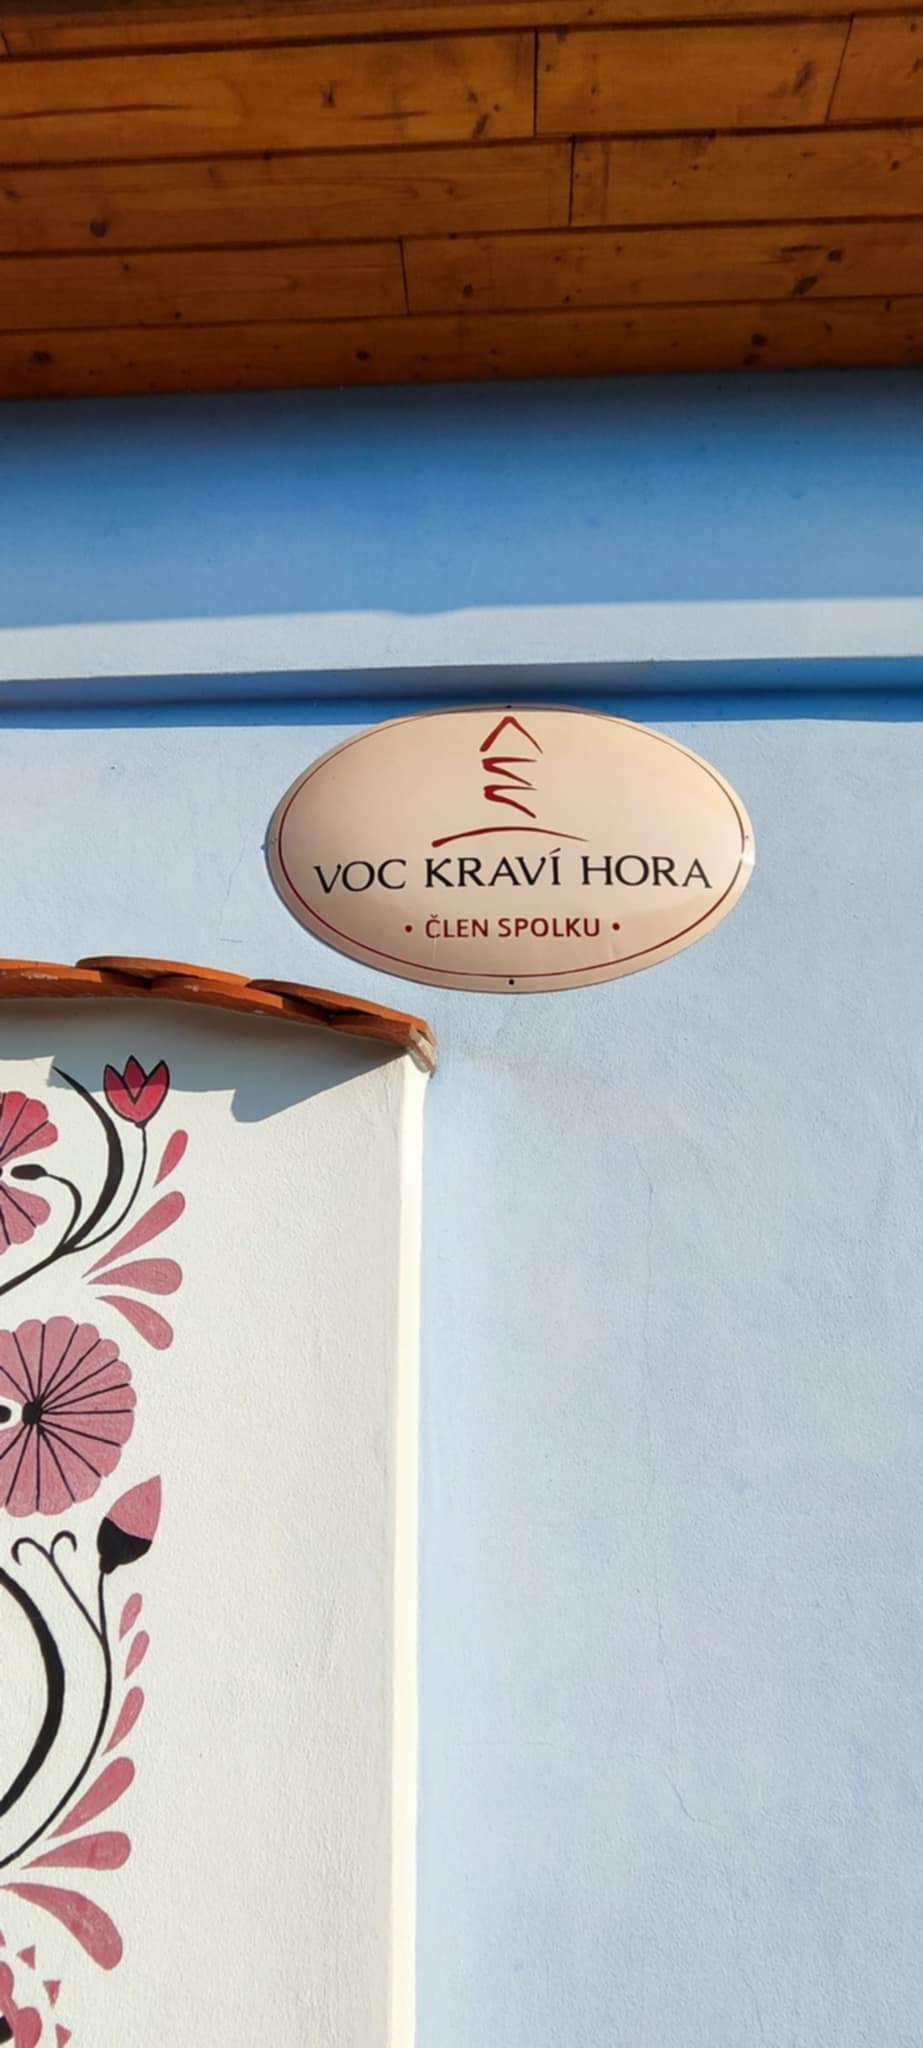 VOC KRAVÍ HORA
• ČLEN SPOLKU •